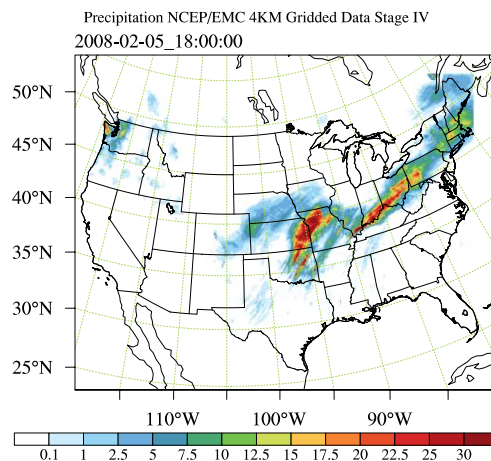 Precipitation NCEP/EMC 4KM Gridded Data Stage IV
2008-02-05_18:00:00
50°N
45°N
40°N
35°N
30°N
25°N
110°W 100°W 90°W
0.1 1 2.5 5 7.5 10 12.5 15 17.5 20 22.5 25 30